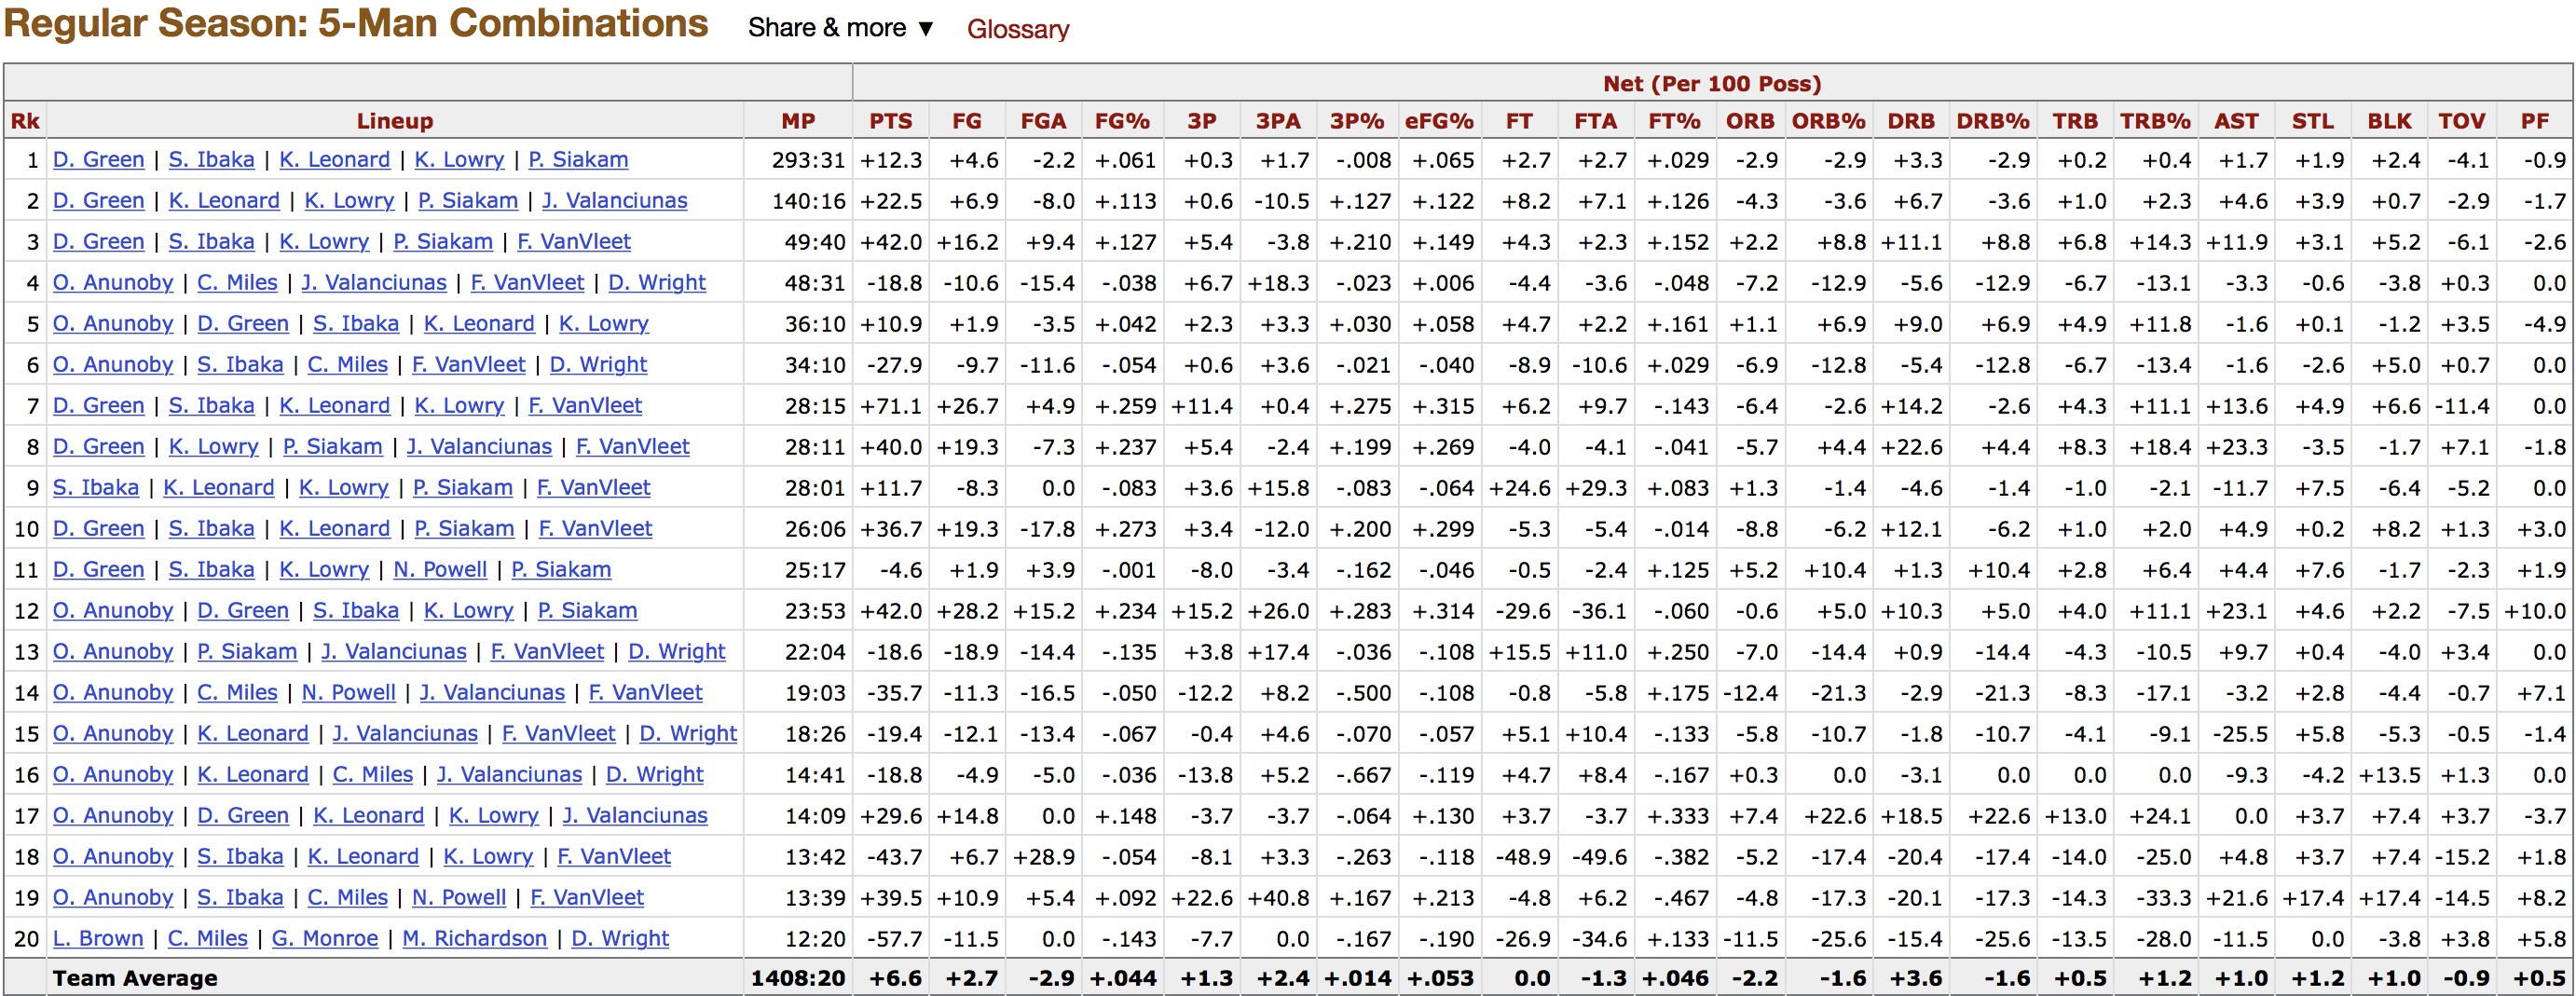 Regular Season: 5-Man Combinations Share & more ▼ Glossary
Net (Per 100 Poss)
Rk Lineup MP PTS FG FGA FG% 3P 3PA 3P% eFG% FT FTA FT% ORB ORB% DRB DRB% TRB TRB% AST STL BLK TOV PF
1 D. Green | S. Ibaka | K. Leonard | K. Lowry | P. Siakam 293:31 +12.3 +4.6 -2.2 +.061 +0.3 +1.7 -.008 +.065 +2.7 +2.7 +.029 -2.9 -2.9 +3.3 -2.9 +0.2 +0.4 +1.7 +1.9 +2.4 -4.1 -0.9
2 D. Green | K. Leonard | K. Lowry | P. Siakam | J. Valanciunas 140:16 +22.5 +6.9 -8.0 +.113 +0.6 -10.5 +.127 +.122 +8.2 +7.1 +.126 -4.3 -3.6 +6.7 -3.6 +1.0 +2.3 +4.6 +3.9 +0.7 -2.9 -1.7
3 D. Green | S. Ibaka | K. Lowry | P. Siakam | F. VanVleet 49:40 +42.0 +16.2 +9.4 +.127 +5.4 -3.8 +.210 +.149 +4.3 +2.3 +.152 +2.2 +8.8 +11.1 +8.8 +6.8 +14.3 +11.9 +3.1 +5.2 -6.1 -2.6
4 O. Anunoby | C. Miles | J. Valanciunas | F. VanVleet | D. Wright 48:31 -18.8 -10.6 -15.4 -.038 +6.7 +18.3 -.023 +.006 -4.4 -3.6 -.048 -7.2 -12.9 -5.6 -12.9 -6.7 -13.1 -3.3 -0.6 -3.8 +0.3 0.0
5 O. Anunoby | D. Green | S. Ibaka | K. Leonard | K. Lowry 36:10 +10.9 +1.9 -3.5 +.042 +2.3 +3.3 +.030 +.058 +4.7 +2.2 +.161 +1.1 +6.9 +9.0 +6.9 +4.9 +11.8 -1.6 +0.1 -1.2 +3.5 -4.9
6 O. Anunoby | S. Ibaka | C. Miles | F. VanVleet | D. Wright 34:10 -27.9 -9.7 -11.6 -.054 +0.6 +3.6 -.021 -.040 -8.9 -10.6 +.029 -6.9 -12.8 -5.4 -12.8 -6.7 -13.4 -1.6 -2.6 +5.0 +0.7 0.0
7 D. Green | S. Ibaka | K. Leonard | K. Lowry | F. VanVleet 28:15 +71.1 +26.7 +4.9 +.259 +11.4 +0.4 +.275 +.315 +6.2 +9.7 -.143 -6.4 -2.6 +14.2 -2.6 +4.3 +11.1 +13.6 +4.9 +6.6 -11.4 0.0
8 D. Green | K. Lowry | P. Siakam | J. Valanciunas | F. VanVleet 28:11 +40.0 +19.3 -7.3 +.237 +5.4 -2.4 +.199 +.269 -4.0 -4.1 -.041 -5.7 +4.4 +22.6 +4.4 +8.3 +18.4 +23.3 -3.5 -1.7 +7.1 -1.8
9 S. Ibaka | K. Leonard | K. Lowry | P. Siakam | F. VanVleet 28:01 +11.7 -8.3 0.0 -.083 +3.6 +15.8 -.083 -.064 +24.6 +29.3 +.083 +1.3 -1.4 -4.6 -1.4 -1.0 -2.1 -11.7 +7.5 -6.4 -5.2 0.0
10 D. Green | S. Ibaka | K. Leonard | P. Siakam | F. VanVleet 26:06 +36.7 +19.3 -17.8 +.273 +3.4 -12.0 +.200 +.299 -5.3 -5.4 -.014 -8.8 -6.2 +12.1 -6.2 +1.0 +2.0 +4.9 +0.2 +8.2 +1.3 +3.0
11 D. Green | S. Ibaka | K. Lowry | N. Powell | P. Siakam 25:17 -4.6 +1.9 +3.9 -.001 -8.0 -3.4 -.162 -.046 -0.5 -2.4 +.125 +5.2 +10.4 +1.3 +10.4 +2.8 +6.4 +4.4 +7.6 -1.7 -2.3 +1.9
12 O. Anunoby | D. Green | S. Ibaka | K. Lowry | P. Siakam 23:53 +42.0 +28.2 +15.2 +.234 +15.2 +26.0 +.283 +.314 -29.6 -36.1 -.060 -0.6 +5.0 +10.3 +5.0 +4.0 +11.1 +23.1 +4.6 +2.2 -7.5 +10.0
13 O. Anunoby | P. Siakam | J. Valanciunas | F. VanVleet | D. Wright 22:04 -18.6 -18.9 -14.4 -.135 +3.8 +17.4 -.036 -.108 +15.5 +11.0 +.250 -7.0 -14.4 +0.9 -14.4 -4.3 -10.5 +9.7 +0.4 -4.0 +3.4 0.0
14 O. Anunoby | C. Miles | N. Powell | J. Valanciunas | F. VanVleet 19:03 -35.7 -11.3 -16.5 -.050 -12.2 +8.2 -.500 -.108 -0.8 -5.8 +.175 -12.4 -21.3 -2.9 -21.3 -8.3 -17.1 -3.2 +2.8 -4.4 -0.7 +7.1
15 O. Anunoby | K. Leonard | J. Valanciunas | F. VanVleet | D. Wright 18:26 -19.4 -12.1 -13.4 -.067 -0.4 +4.6 -.070 -.057 +5.1 +10.4 -.133 -5.8 -10.7 -1.8 -10.7 -4.1 -9.1 -25.5 +5.8 -5.3 -0.5 -1.4
16 O. Anunoby | K. Leonard | C. Miles | J. Valanciunas | D. Wright 14:41 -18.8 -4.9 -5.0 -.036 -13.8 +5.2 -.667 -.119 +4.7 +8.4 -.167 +0.3 0.0 -3.1 0.0 0.0 0.0 -9.3 -4.2 +13.5 +1.3 0.0
17 O. Anunoby | D. Green | K. Leonard | K. Lowry | J. Valanciunas 14:09 +29.6 +14.8 0.0 +.148 -3.7 -3.7 -.064 +.130 +3.7 -3.7 +.333 +7.4 +22.6 +18.5 +22.6 +13.0 +24.1 0.0 +3.7 +7.4 +3.7 -3.7
18 O. Anunoby | S. Ibaka | K. Leonard | K. Lowry | F. VanVleet 13:42 -43.7 +6.7 +28.9 -.054 -8.1 +3.3 -.263 -.118 -48.9 -49.6 -.382 -5.2 -17.4 -20.4 -17.4 -14.0 -25.0 +4.8 +3.7 +7.4 -15.2 +1.8
19 O. Anunoby | S. Ibaka | C. Miles | N. Powell | F. VanVleet 13:39 +39.5 +10.9 +5.4 +.092 +22.6 +40.8 +.167 +.213 -4.8 +6.2 -.467 -4.8 -17.3 -20.1 -17.3 -14.3 -33.3 +21.6 +17.4 +17.4 -14.5 +8.2
20 L. Brown | C. Miles | G. Monroe | M. Richardson | D. Wright 12:20 -57.7 -11.5 0.0 -.143 -7.7 0.0 -.167 -.190 -26.9 -34.6 +.133 -11.5 -25.6 -15.4 -25.6 -13.5 -28.0 -11.5 0.0 -3.8 +3.8 +5.8
Team Average 1408:20 +6.6 +2.7 -2.9 +.044 +1.3 +2.4 +.014 +.053 0.0 -1.3 +.046 -2.2 -1.6 +3.6 -1.6 +0.5 +1.2 +1.0 +1.2 +1.0 -0.9 +0.5